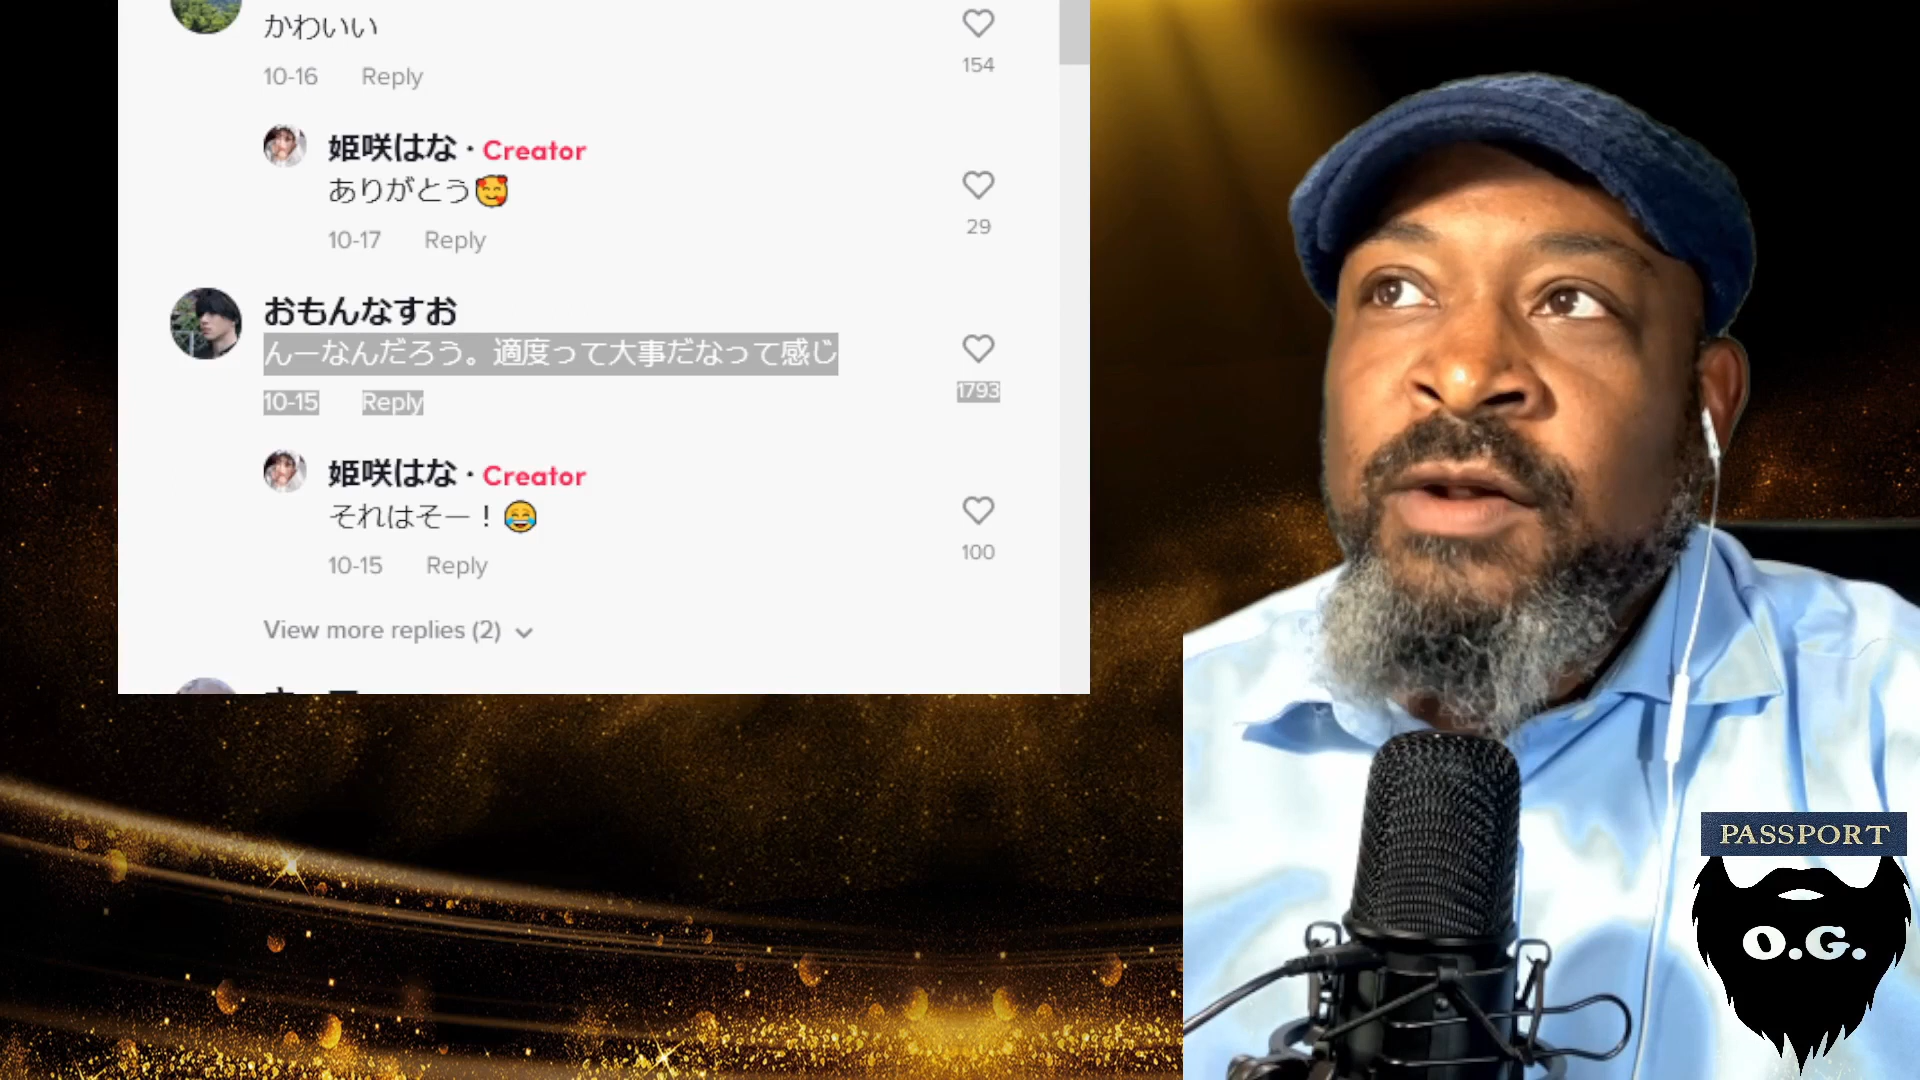 かわいい
154
10-16 Reply
姫咲はな · Creator
ありがとう🥰
29
10-17 Reply
おもんなすお
んーなんだろう。適度って大事だなって感じ
1793
10-15 Reply
姫咲はな · Creator
それはそー！😂
100
10-15 Reply
View more replies (2)
PASSPORT
O.G.